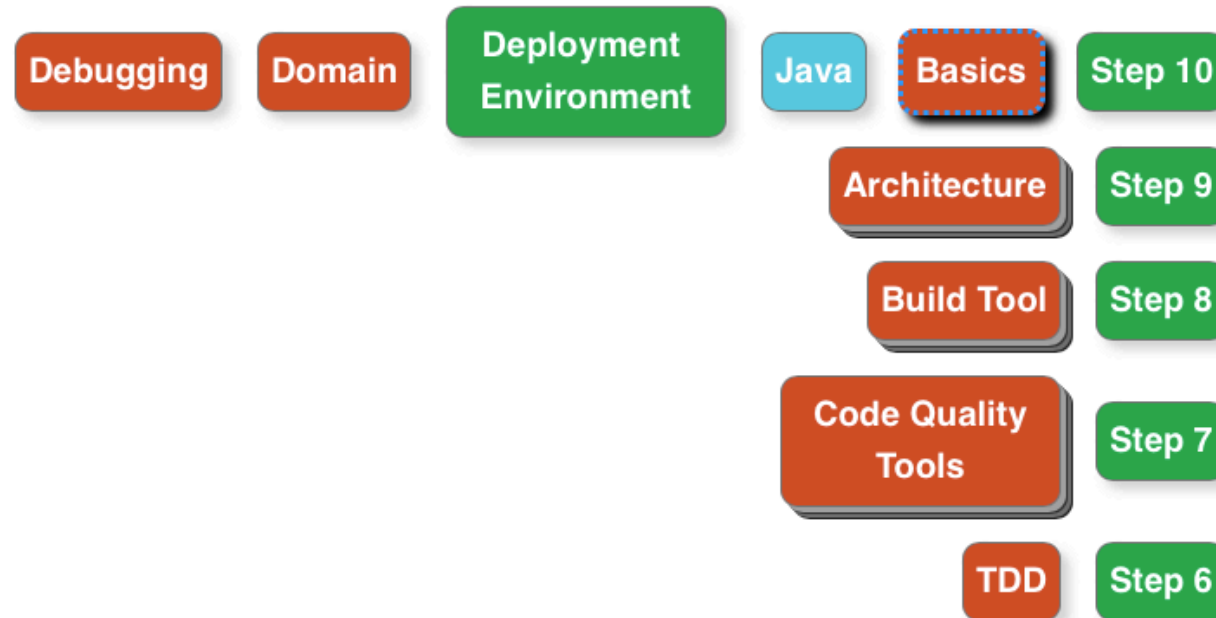 Debugging
Domain
Deployment
Environment
Java
Basics
Step 10
Architecture
Step 9
Build Tool
Step 8
Code Quality
Tools
Step 7
TDD
Step 6